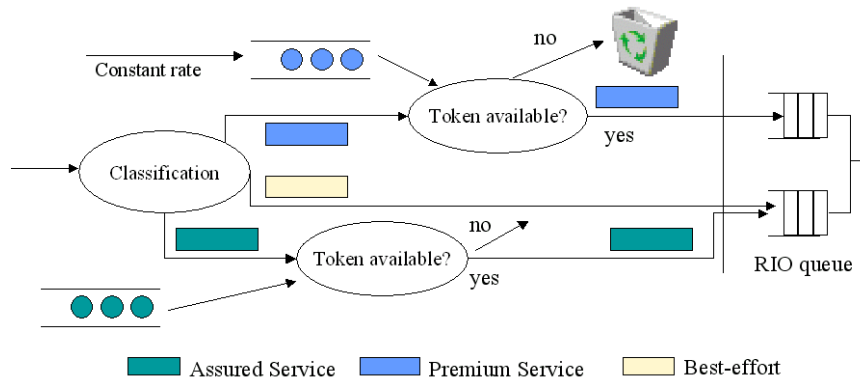 no
Constant rate
Token available?
yes
Classification
no
Token available?
yes
RIO queue
Assured Service
Premium Service
Best-effort